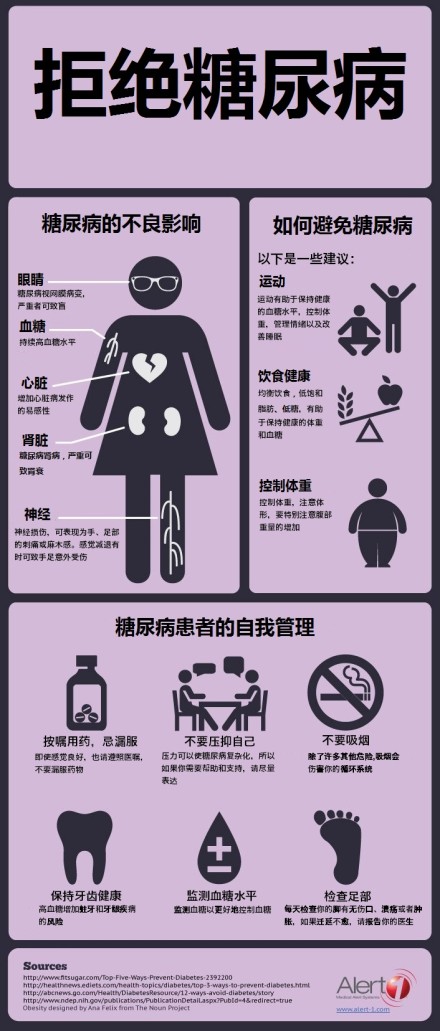 拒绝糖尿病
糖尿病的不良影响
眼睛
糖尿病视网膜病变，
严重者可致盲
血糖
持续高血糖水平
心脏
增加心脏病发作
的易感性
肾脏
糖尿病肾病，严重可
致肾衰
神经
神经损伤，可表现为手、足部
的刺痛或麻木感。感觉减退有
时可致手足意外受伤
如何避免糖尿病
以下是一些建议：
运动
运动有助于保持健康
的血糖水平，控制体
重，管理情绪以及改
善睡眠
饮食健康
均衡饮食，低饱和
脂肪、低糖，有助
于保持健康的体重
和血糖
控制体重
控制体重，注意体
形，要特别注意腹部
重量的增加
糖尿病患者的自我管理
按嘱用药，忌漏服
即使感觉良好，也请遵照医嘱，
不要漏服药物
不要压抑自己
压力可以使糖尿病复杂化，所以
如果你需要帮助和支持，请尽量
表达
不要吸烟
除了许多其他危险,吸烟会
伤害你的循环系统
保持牙齿健康
高血糖增加蛀牙和牙龈疾病
的风险
监测血糖水平
监测血糖以更好地控制血糖
检查足部
每天检查你的脚有无伤口、溃疡或者肿
胀，如果迁延不愈，请报告你的医生
Sources
http://www.fitsugar.com/Top-Five-Ways-Prevent-Diabetes-2392200
http://healthnews.ediets.com/health-topics/diabetes/top-3-ways-to-prevent-diabetes.html
http://abcnews.go.com/Health/DiabetesResource/12-ways-avoid-diabetes/story
http://www.ndep.nih.gov/publications/PublicationDetail.aspx?PubId=4&redirect=true
Obesity designed by Ana Felix from The Noun Project
Alert1
Medical Alert Systems
www.alert-1.com